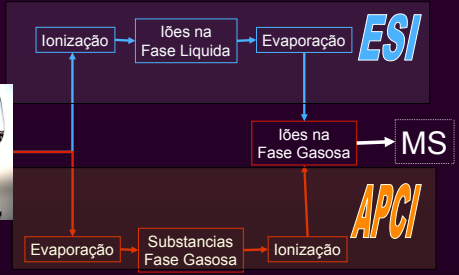 Ionização
Iões na
Fase Liquida
Evaporação
ESI
Iões na
Fase Gasosa
MS
APCI
Evaporação
Substancias
Fase Gasosa
Ionização